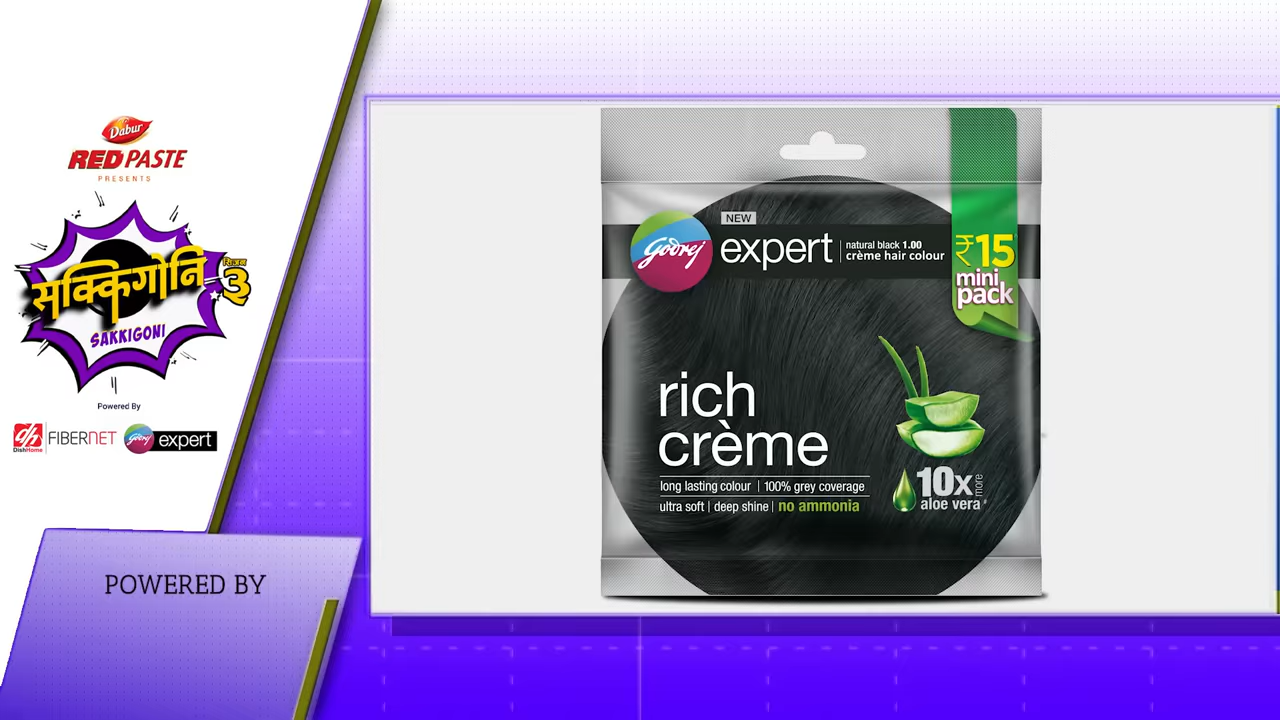 Dabur
RED PASTE
PRESENTS
सक्किगोनि
सिजन
३
SAKKIGONI
Powered By
dh
DishHome
FIBERNET
Godrej
expert
POWERED BY
NEW
Godrej
expert
natural black 1.00
crème hair colour
₹15
mini
pack
rich
crème
long lasting colour | 100% grey coverage
ultra soft | deep shine | no ammonia
10x more
aloe vera#